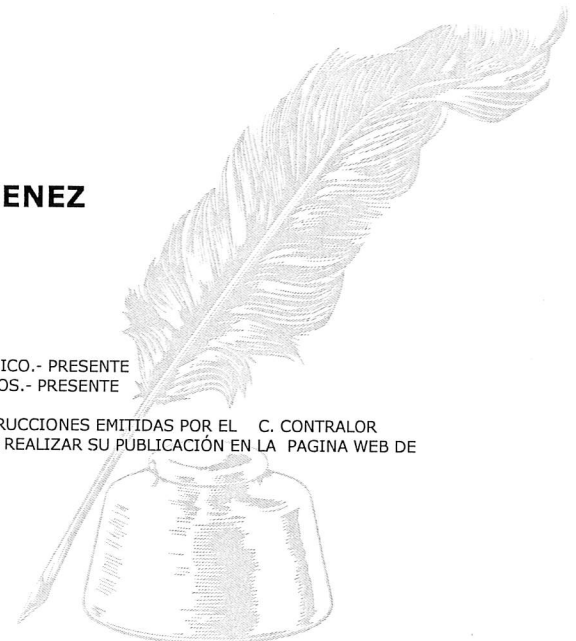 ENEZ
ICO.- PRESENTE
OS.- PRESENTE
RUCCIONES EMITIDAS POR EL C. CONTRALOR
REALIZAR SU PUBLICACIÓN EN LA PAGINA WEB DE